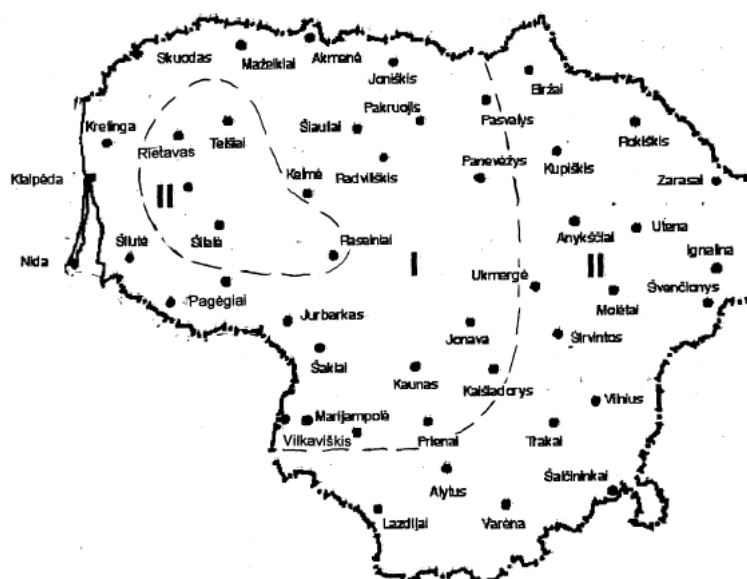 Skuodas
Mažeikiai
Akmenė
Joniškis
Biržai
Pakruojis
Pasvalys
Kretinga
Rietavas
Telšiai
Šiauliai
Rokiškis
Radviliškis
Panevėžys
Kupiškis
Klaipėda
Kelmė
Zarasai
II
Šilutė
Šilalė
Raseiniai
Anykščiai
Utena
Nida
I
II
Ignalina
Ukmergė
Molėtai
Švenčionys
Pagėgiai
Jurbarkas
Jonava
Širvintos
Šakiai
Kaunas
Kaišiadorys
Vilnius
Marijampolė
Vilkaviškis
Prienai
Trakai
Alytus
Šalčininkai
Lazdijai
Varėna